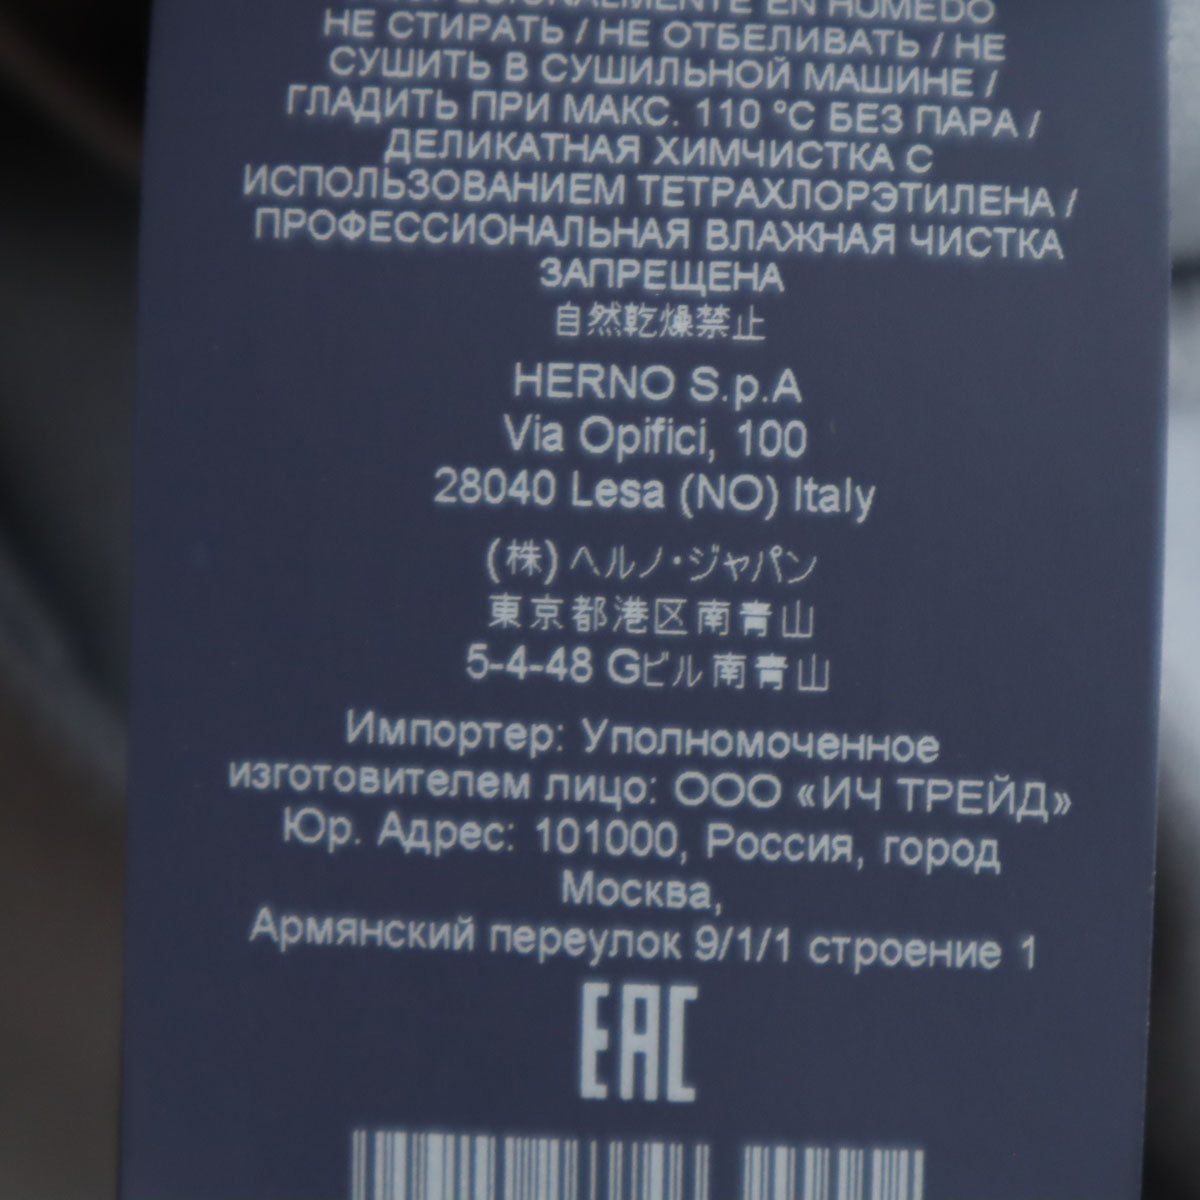 EN HÚMEDO
НЕ СТИРАТЬ / НЕ ОТБЕЛИВАТЬ / НЕ
СУШИТЬ В СУШИЛЬНОЙ МАШИНЕ /
ГЛАДИТЬ ПРИ МАКС. 110 °C БЕЗ ПАРА /
ДЕЛИКАТНАЯ ХИМЧИСТКА С
ИСПОЛЬЗОВАНИЕМ ТЕТРАХЛОРЭТИЛЕНА /
ПРОФЕССИОНАЛЬНАЯ ВЛАЖНАЯ ЧИСТКА
ЗАПРЕЩЕНА
自然乾燥禁止
HERNO S.p.A
Via Opifici, 100
28040 Lesa (NO) Italy
(株) ヘルノ・ジャパン
東京都港区南青山
5-4-48 Gビル南青山
Импортер: Уполномоченное
изготовителем лицо: ООО «ИЧ ТРЕЙД»
Юр. Адрес: 101000, Россия, город
Москва,
Армянский переулок 9/1/1 строение 1
EAC